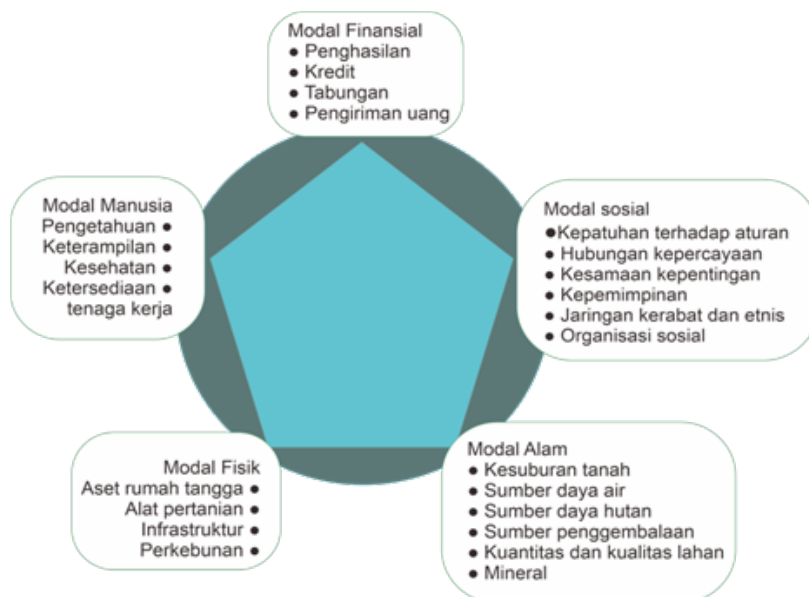 Modal Finansial
● Penghasilan
● Kredit
● Tabungan
● Pengiriman uang
Modal Manusia
Pengetahuan ●
Keterampilan ●
Kesehatan ●
Ketersediaan ●
tenaga kerja
Modal sosial
●Kepatuhan terhadap aturan
● Hubungan kepercayaan
● Kesamaan kepentingan
● Kepemimpinan
● Jaringan kerabat dan etnis
● Organisasi sosial
Modal Fisik
Aset rumah tangga ●
Alat pertanian ●
Infrastruktur ●
Perkebunan ●
Modal Alam
● Kesuburan tanah
● Sumber daya air
● Sumber daya hutan
● Sumber penggembalaan
● Kuantitas dan kualitas lahan
● Mineral